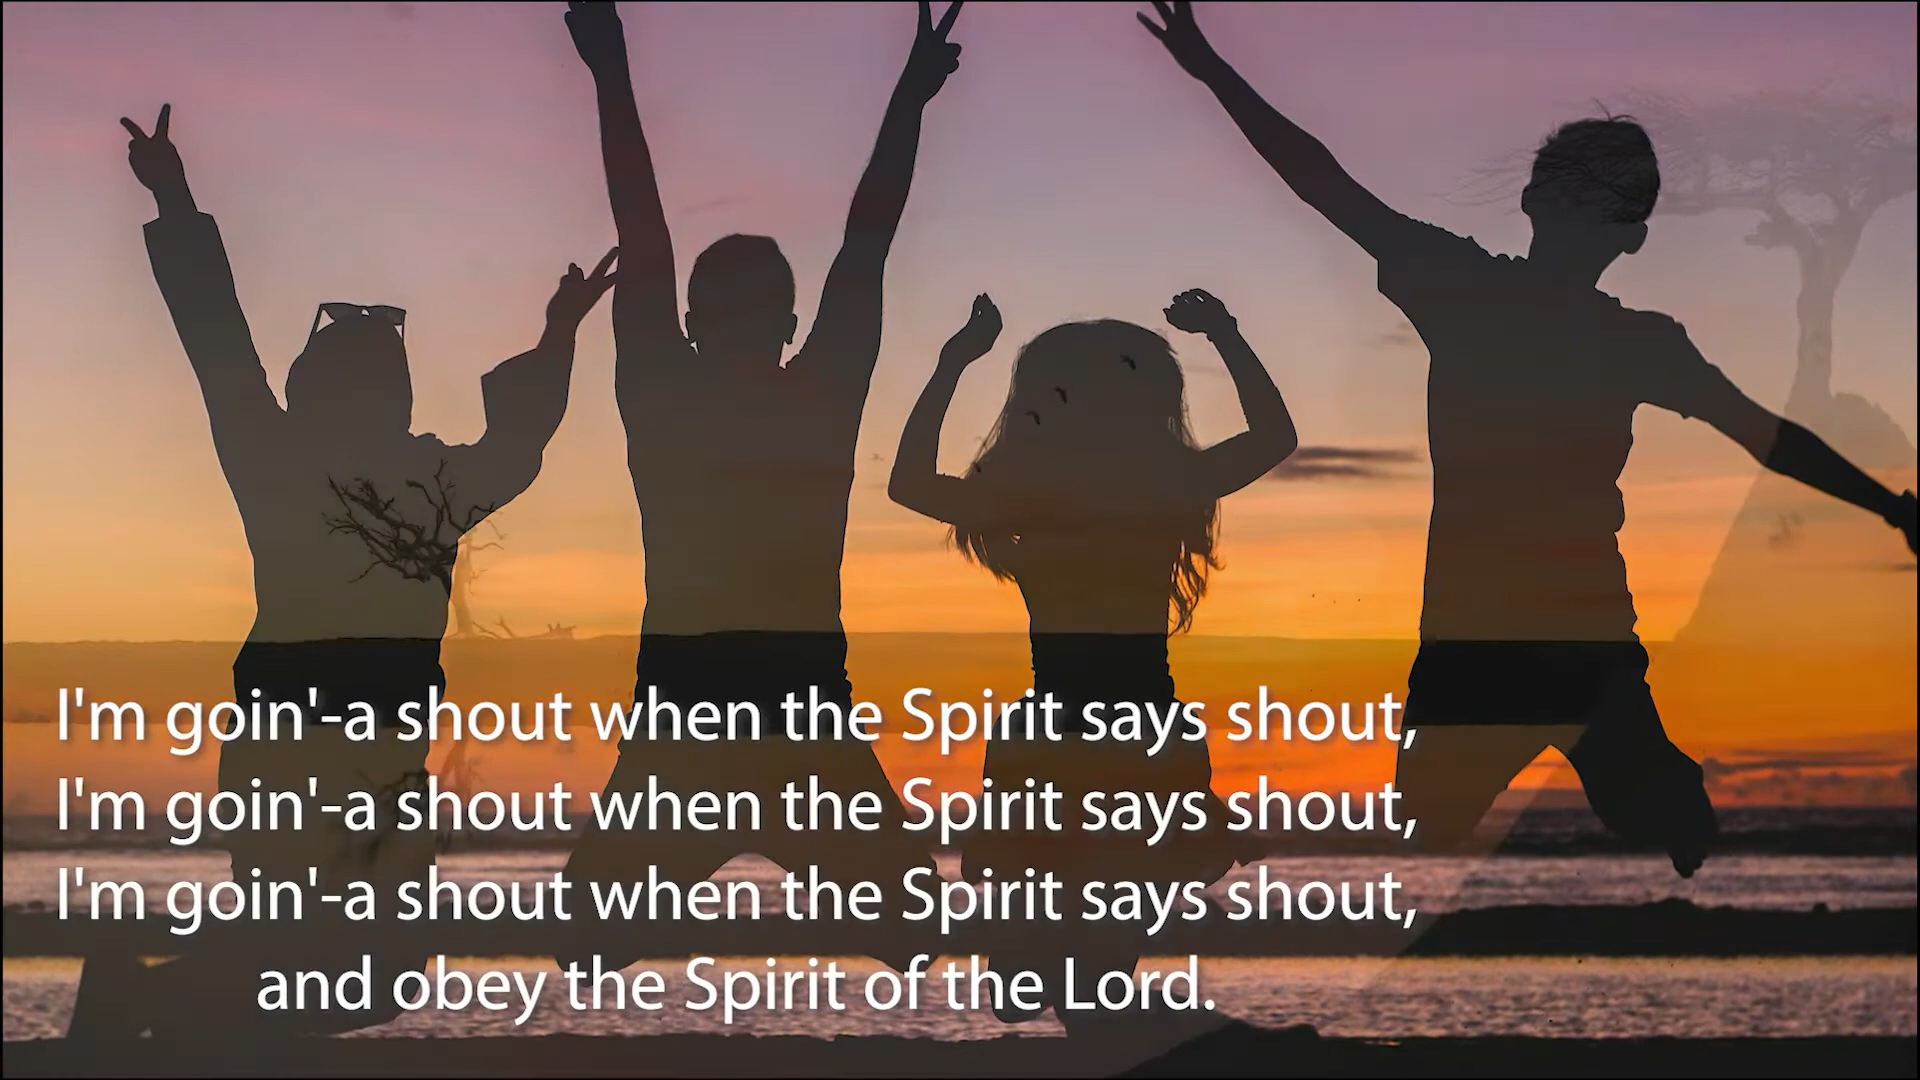 I'm goin'-a shout when the Spirit says shout,
I'm goin'-a shout when the Spirit says shout,
I'm goin'-a shout when the Spirit says shout,
and obey the Spirit of the Lord.